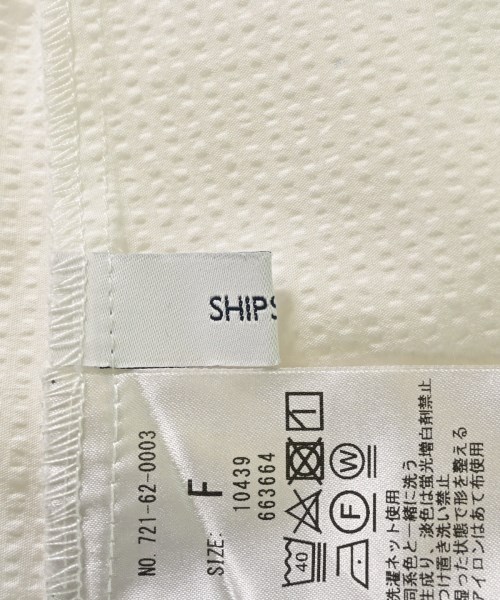 SHIPS
NO. 721-62-0003
SIZE: F
10439
663664
40
F
W
洗濯ネット使用
同系色と一緒に洗う
生成り、淡色は蛍光増白剤禁止
つけ置き洗い禁止
湿った状態で形を整える
アイロンはあて布使用